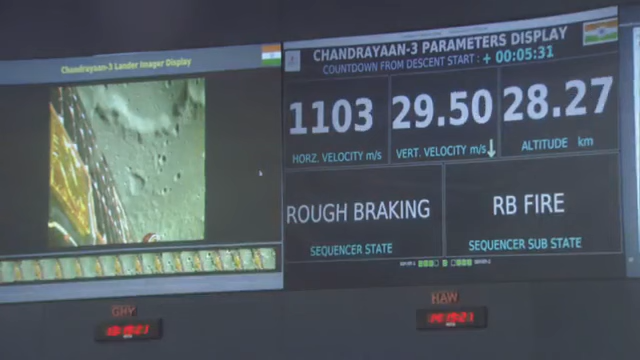 Chandrayaan-3 Lander Imager Display
CHANDRAYAAN-3 PARAMETERS DISPLAY
COUNTDOWN FROM DESCENT START : + 00:05:31
1103
HORZ. VELOCITY m/s
29.50
VERT. VELOCITY m/s
28.27
ALTITUDE km
ROUGH BRAKING
SEQUENCER STATE
RB FIRE
SEQUENCER SUB STATE
HAW